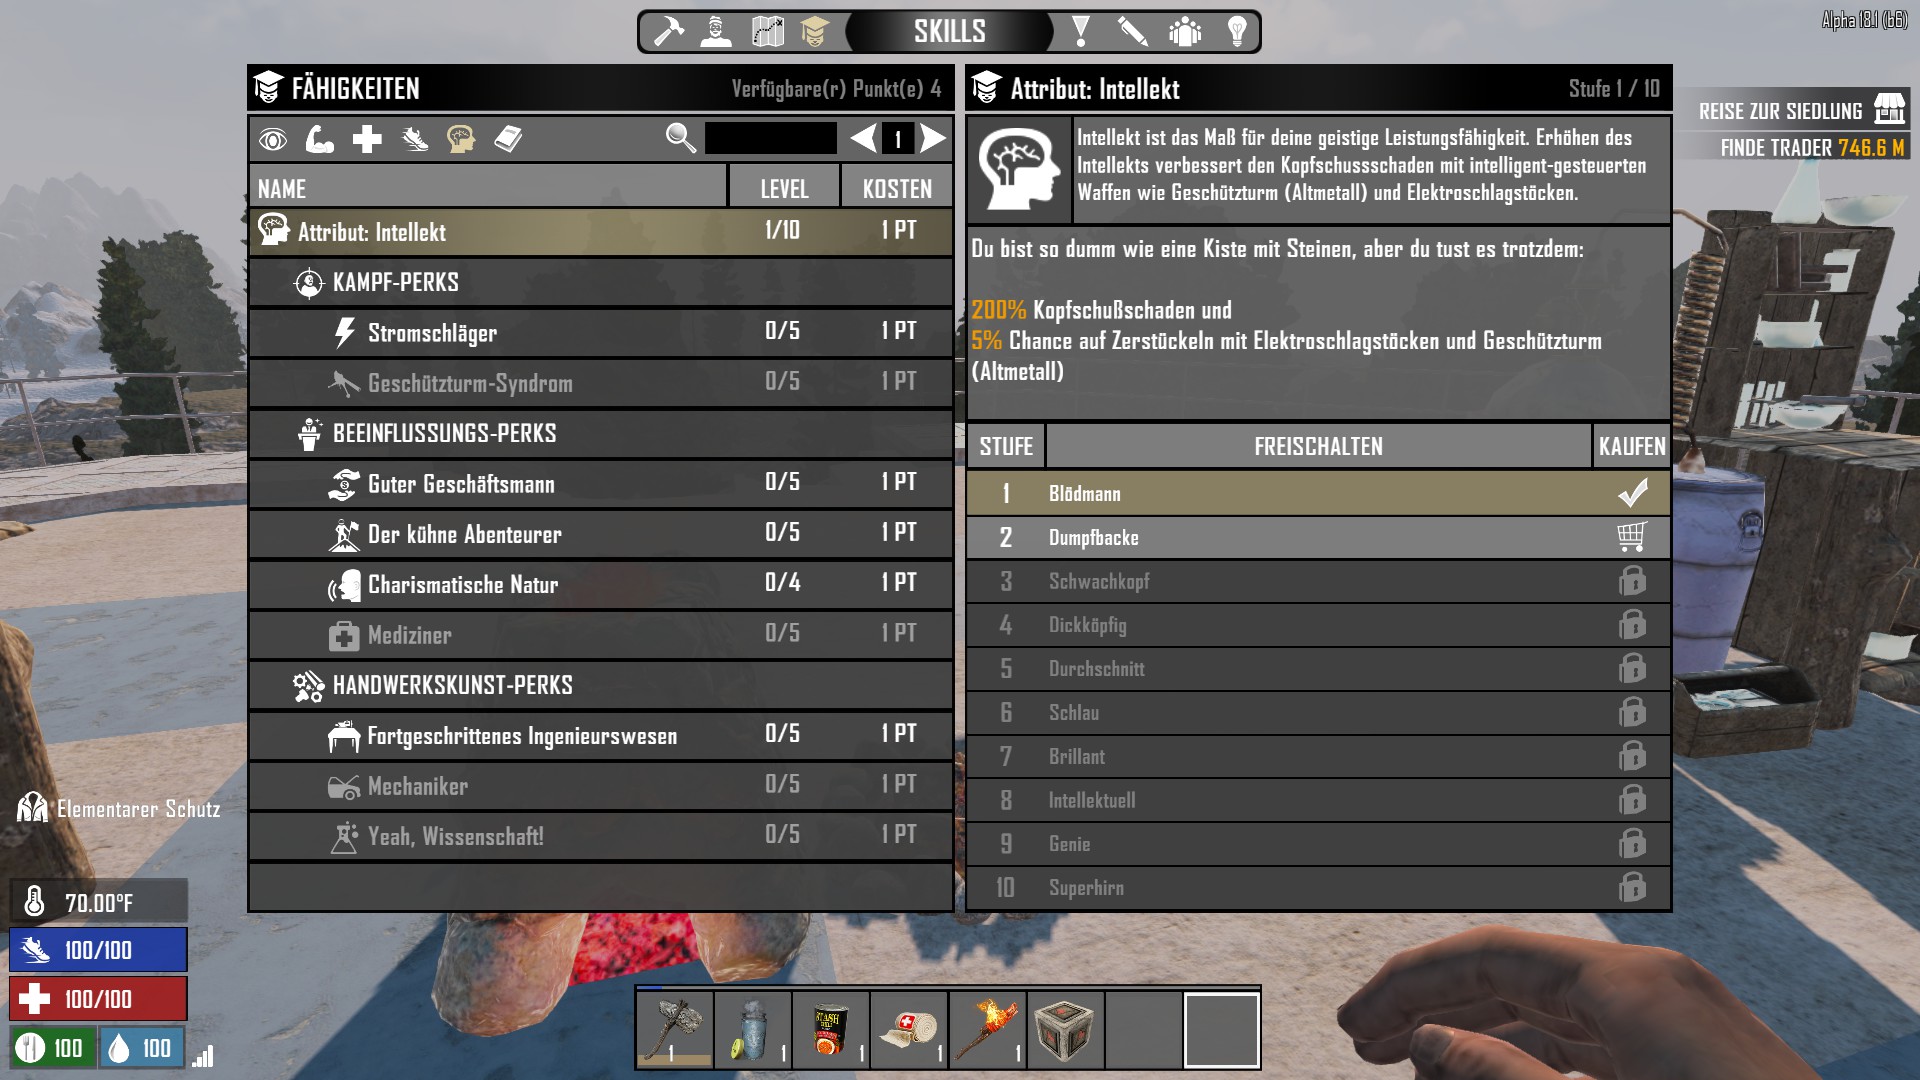 SKILLS
Alpha 18.1 (b6)
FÄHIGKEITEN
Verfügbare(r) Punkt(e) 4
1
NAME LEVEL KOSTEN
Attribut: Intellekt 1/10 1 PT
KAMPF-PERKS
Stromschläger 0/5 1 PT
Geschützturm-Syndrom 0/5 1 PT
BEEINFLUSSUNGS-PERKS
Guter Geschäftsmann 0/5 1 PT
Der kühne Abenteurer 0/5 1 PT
Charismatische Natur 0/4 1 PT
Mediziner 0/5 1 PT
HANDWERKSKUNST-PERKS
Fortgeschrittenes Ingenieurswesen 0/5 1 PT
Mechaniker 0/5 1 PT
Yeah, Wissenschaft! 0/5 1 PT
Attribut: Intellekt
Stufe 1 / 10
Intellekt ist das Maß für deine geistige Leistungsfähigkeit. Erhöhen des
Intellekts verbessert den Kopfschussschaden mit intelligent-gesteuerten
Waffen wie Geschützturm (Altmetall) und Elektroschlagstöcken.
Du bist so dumm wie eine Kiste mit Steinen, aber du tust es trotzdem:
200% Kopfschußschaden und
5% Chance auf Zerstückeln mit Elektroschlagstöcken und Geschützturm
(Altmetall)
STUFE FREISCHALTEN KAUFEN
1 Blödmann
2 Dumpfbacke
3 Schwachkopf
4 Dickköpfig
5 Durchschnitt
6 Schlau
7 Brillant
8 Intellektuell
9 Genie
10 Superhirn
REISE ZUR SIEDLUNG
FINDE TRADER 746.6 M
Elementarer Schutz
70.00°F
100/100
100/100
100 100
1 1 1 1 1